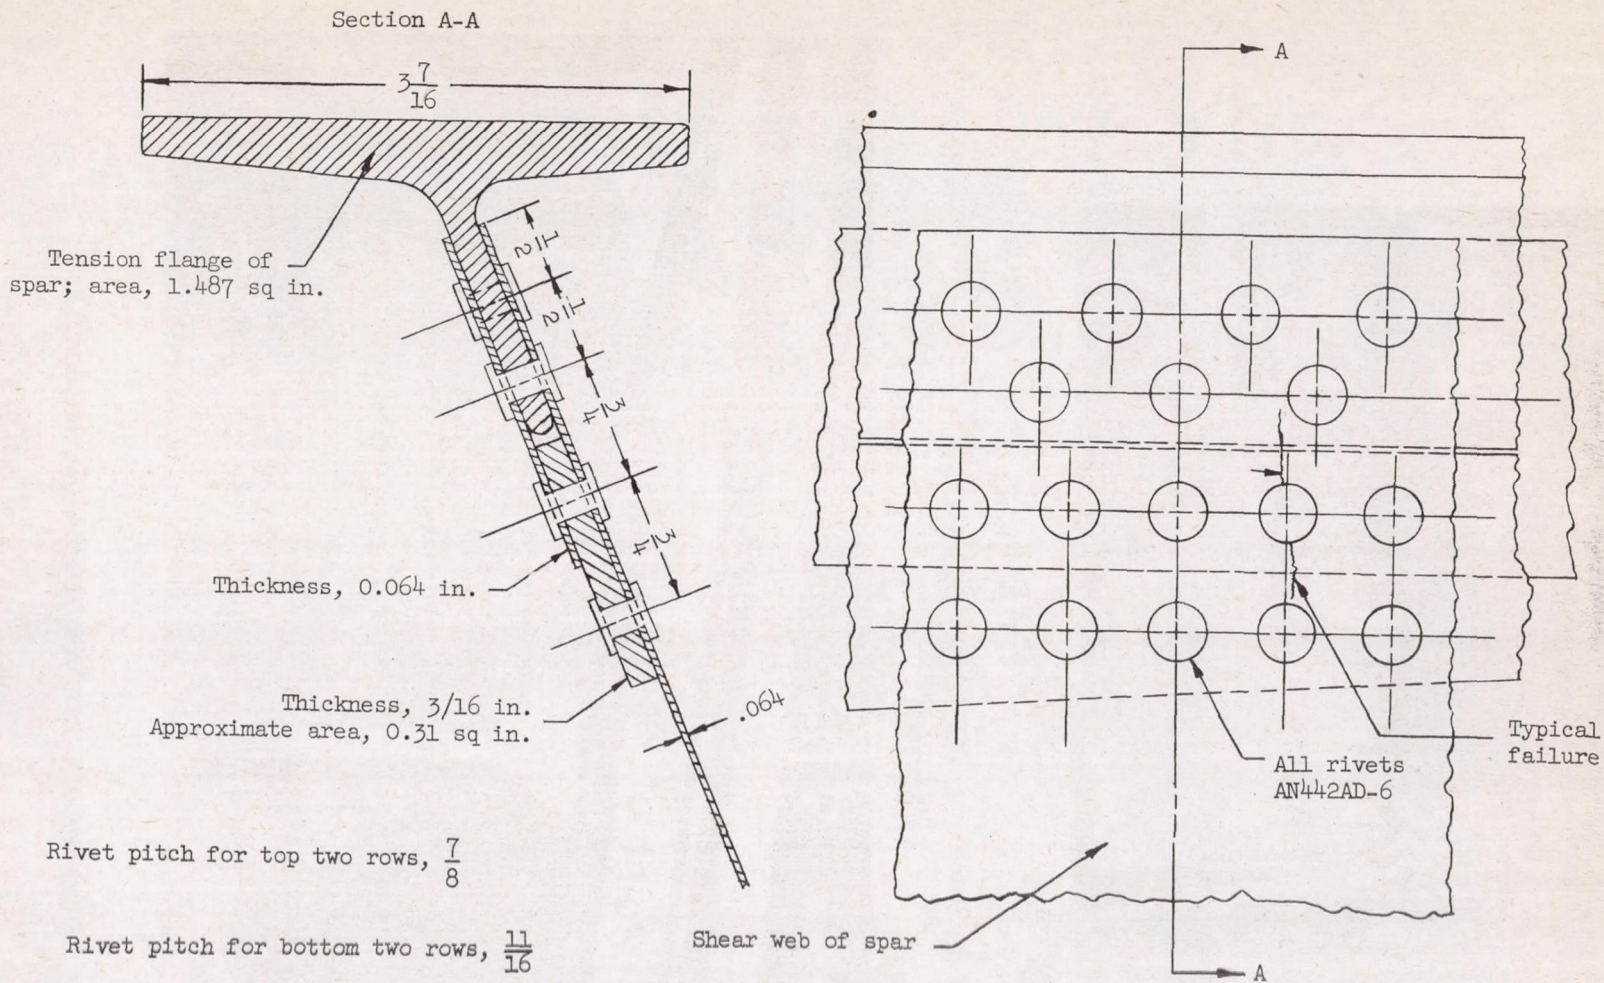 Section A-A
3 7/16
A
1/2
1/2
3/4
3/4
Tension flange of
spar; area, 1.487 sq in.
Thickness, 0.064 in.
Thickness, 3/16 in.
Approximate area, 0.31 sq in.
.064
Typical
failure
All rivets
AN442AD-6
Rivet pitch for top two rows, 7/8
Rivet pitch for bottom two rows, 11/16
Shear web of spar
A